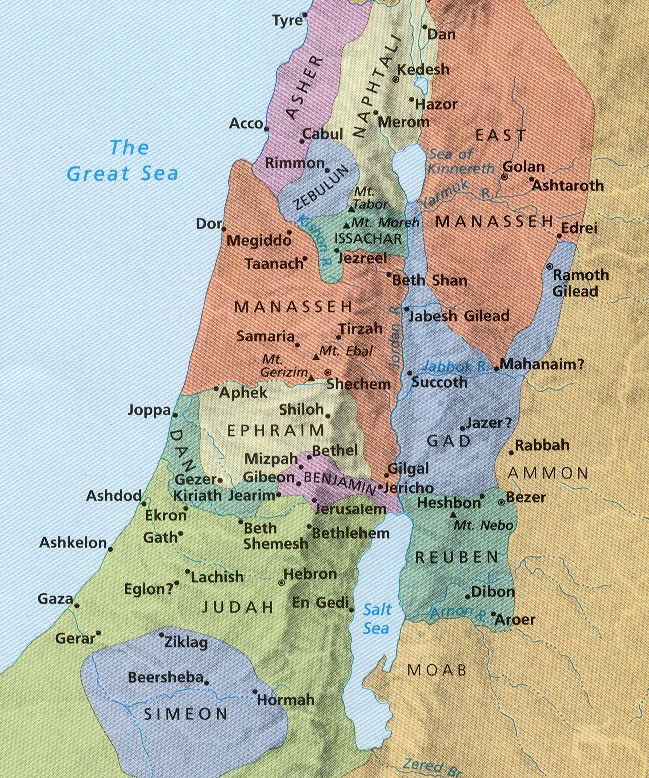 Tyre
Dan
ASHER
NAPHTALI
Kedesh
Hazor
Merom
Acco
Cabul
The
Great Sea
EAST
Rimmon
Sea of
Kinnereth
Golan
Ashtaroth
ZEBULUN
Mt.
Tabor
Yarmuk R.
Mt. Moreh
MANASSEH
Dor
Kishon R.
ISSACHAR
Edrei
Megiddo
Jezreel
Taanach
Beth Shan
Ramoth
Gilead
MANASSEH
Jabesh Gilead
Jordan R.
Tirzah
Samaria
Mt. Ebal
Mt.
Gerizim
Jabbok R.
Mahanaim?
Shechem
Succoth
Aphek
Joppa
Shiloh
EPHRAIM
DAN
Jazer?
GAD
Rabbah
Bethel
Mizpah
Gibeon
BENJAMIN
Gilgal
Jericho
AMMON
Gezer
Kiriath Jearim
Ashdod
Heshbon
Bezer
Jerusalem
Ekron
Mt. Nebo
Gath
Beth
Shemesh
Bethlehem
Ashkelon
REUBEN
Lachish
Hebron
Eglon?
Dibon
Gaza
JUDAH
En Gedi
Salt
Sea
Arnon R.
Aroer
Gerar
Ziklag
Beersheba
MOAB
Hormah
SIMEON
Zered Br.